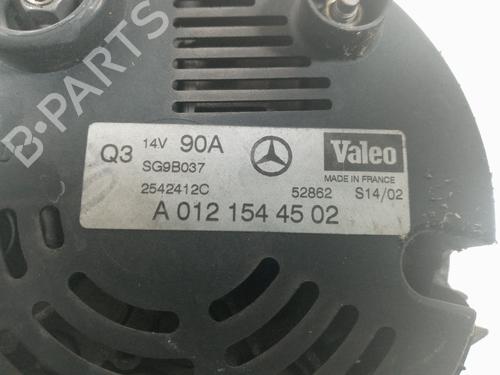 B-PARTS
Q3 14V 90A Valeo
SG9B037 MADE IN FRANCE
2542412C 52862 S14/02
A 012 154 45 02